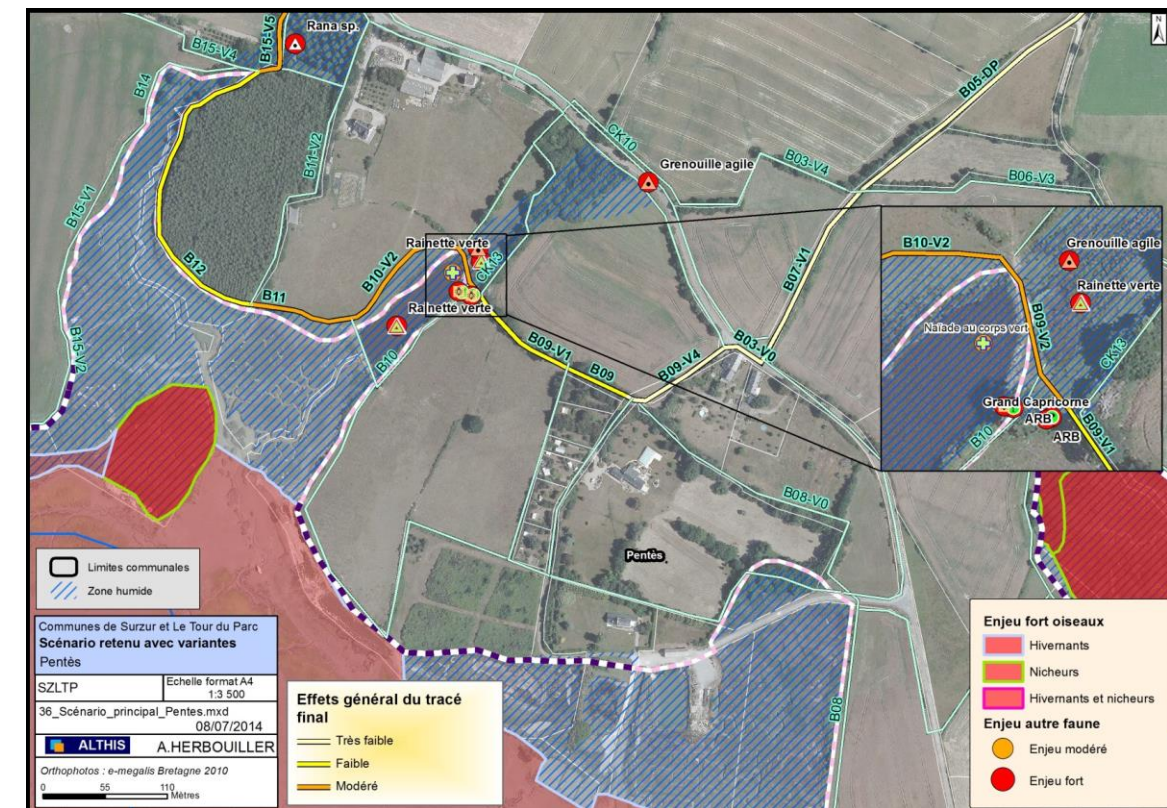 Rana sp.
B15-V5
B15-V4
B14
N
B05-DP
B11-V2
CK10
Grenouille agile
B03-V4
B06-V3
B15-V1
Rainette verte
CK13
B10-V2
B12
B11
Rainette verte
B07-V1
B15-V2
B10
B09-V1
B09
B09-V4
B03-V0
B10-V2
Grenouille agile
Rainette verte
B09-V2
Naïade au corps vert
CK13
Grand Capricorne
ARB
B10
ARB
B09-V1
B08-V0
Pentès
B08
Limites communales
Zone humide
Communes de Surzur et Le Tour du Parc
Scénario retenu avec variantes
Pentès
SZLTP
Echelle format A4
1:3 500
36_Scénario_principal_Pentes.mxd
08/07/2014
ALTHIS
A.HERBOUILLER
Orthophotos : e-megalis Bretagne 2010
0 55 110
Mètres
Effets général du tracé
final
Très faible
Faible
Modéré
Enjeu fort oiseaux
Hivernants
Nicheurs
Hivernants et nicheurs
Enjeu autre faune
Enjeu modéré
Enjeu fort